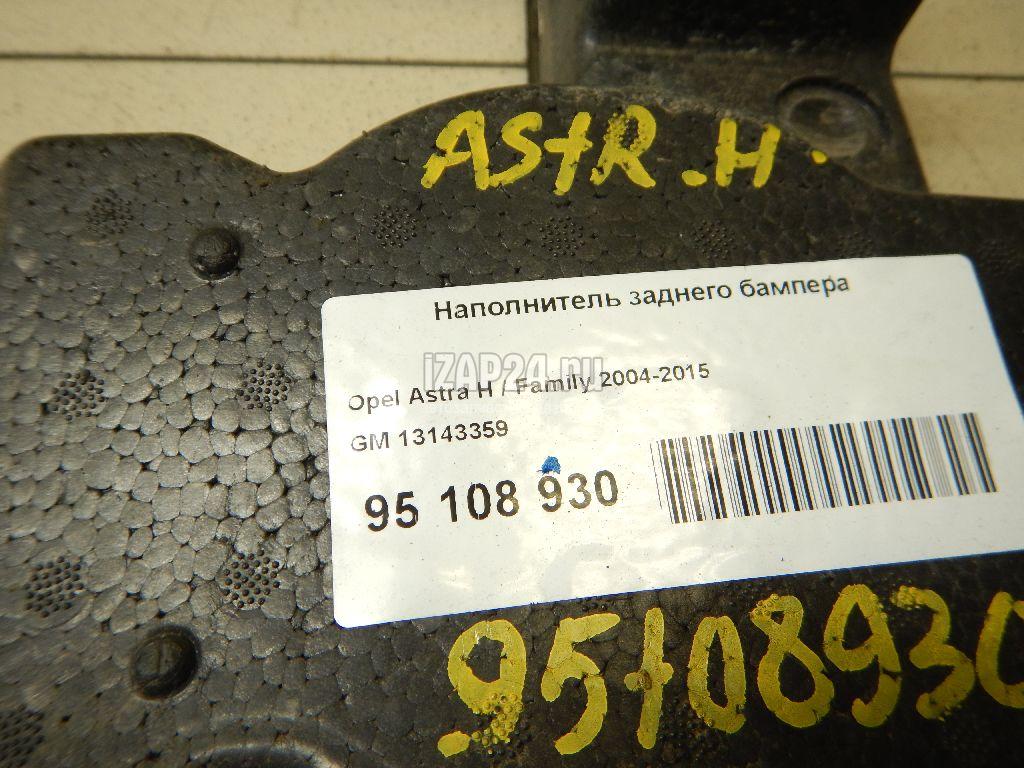 ASTR.H.
Наполнитель заднего бампера
iZAP24.ru
Opel Astra H / Family 2004-2015
GM 13143359
95 108 930
95108930